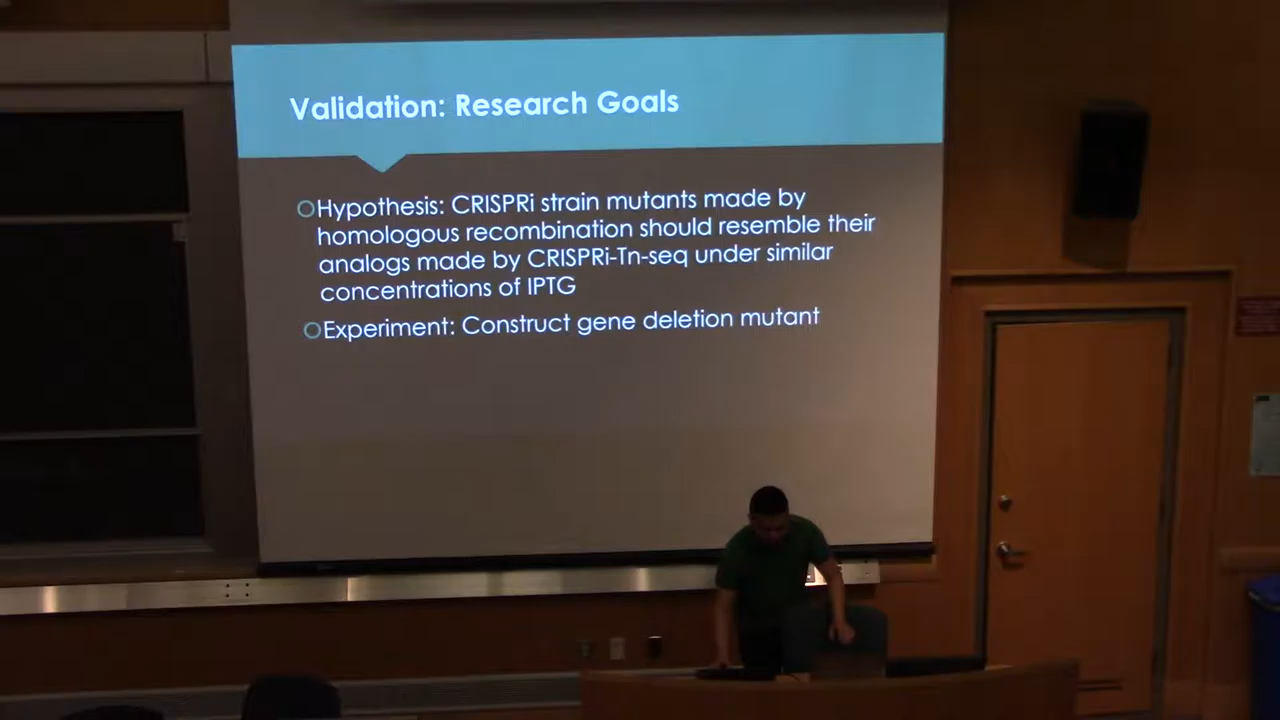 Validation: Research Goals
Hypothesis: CRISPRi strain mutants made by
homologous recombination should resemble their
analogs made by CRISPRi-Tn-seq under similar
concentrations of IPTG
Experiment: Construct gene deletion mutant